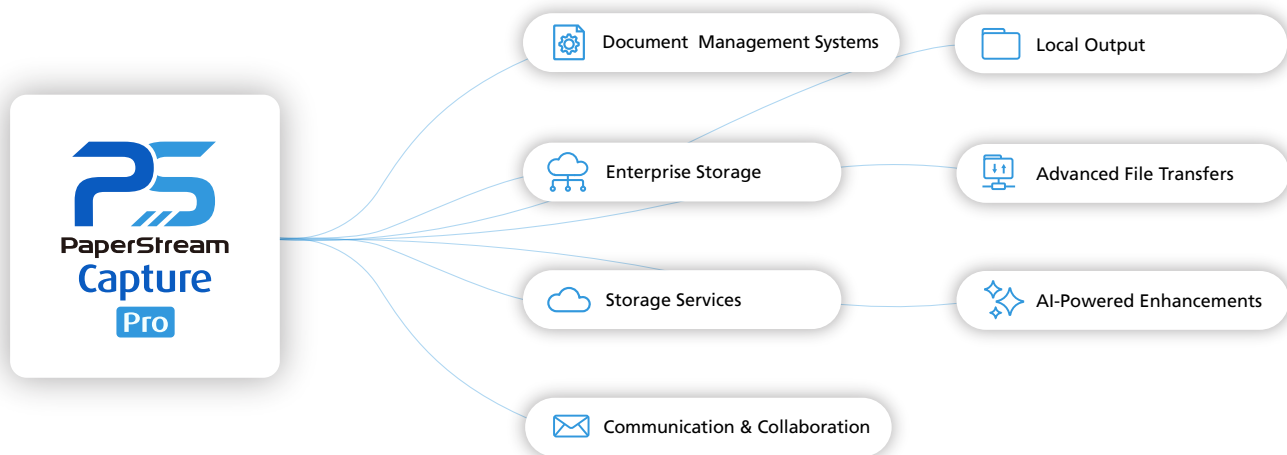 PS
PaperStream
Capture
Pro
Document Management Systems
Enterprise Storage
Storage Services
Communication & Collaboration
Local Output
Advanced File Transfers
AI-Powered Enhancements